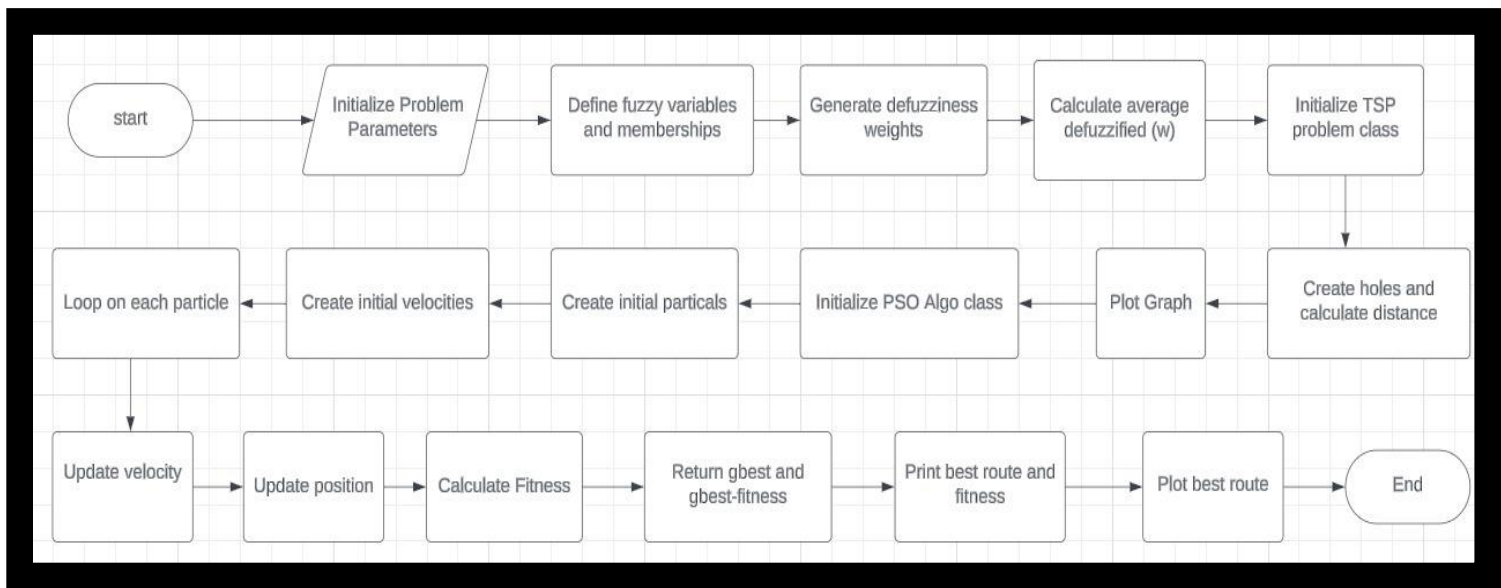 start
Initialize Problem
Parameters
Define fuzzy variables
and memberships
Generate defuzziness
weights
Calculate average
defuzzified (w)
Initialize TSP
problem class
Loop on each particle
Create initial velocities
Create initial particals
Initialize PSO Algo class
Plot Graph
Create holes and
calculate distance
Update velocity
Update position
Calculate Fitness
Return gbest and
gbest-fitness
Print best route and
fitness
Plot best route
End